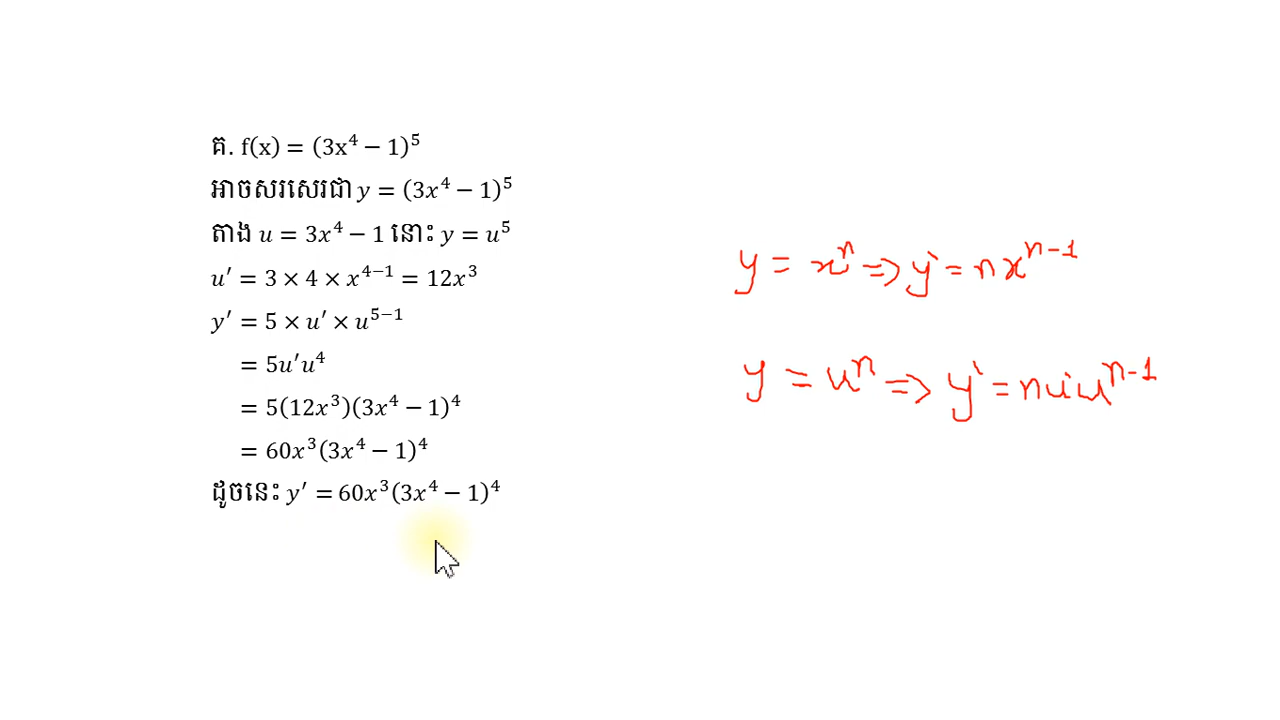 គ. f(x) = (3x⁴ − 1)⁵
អាចសរសេរជា y = (3x⁴ − 1)⁵
តាង u = 3x⁴ − 1 នោះ y = u⁵
u′ = 3 × 4 × x⁴⁻¹ = 12x³
y′ = 5 × u′ × u⁵⁻¹
= 5u′u⁴
= 5(12x³)(3x⁴ − 1)⁴
= 60x³(3x⁴ − 1)⁴
ដូចនេះ y′ = 60x³(3x⁴ − 1)⁴
y = xⁿ ⇒ y′ = nxⁿ⁻¹
y = uⁿ ⇒ y′ = nu′uⁿ⁻¹